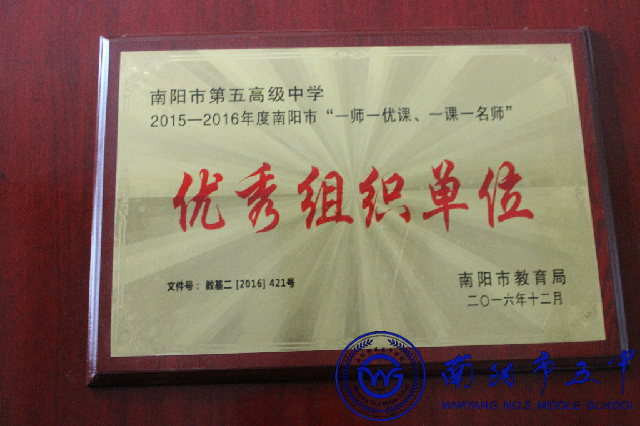 南阳市第五高级中学
2015—2016年度南阳市“一师一优课、一课一名师”
优秀组织单位
文件号：教基二 [2016] 421号
南阳市教育局
二〇一六年十二月
南阳市五中
NANYANG NO.5 MIDDLE SCHOOL